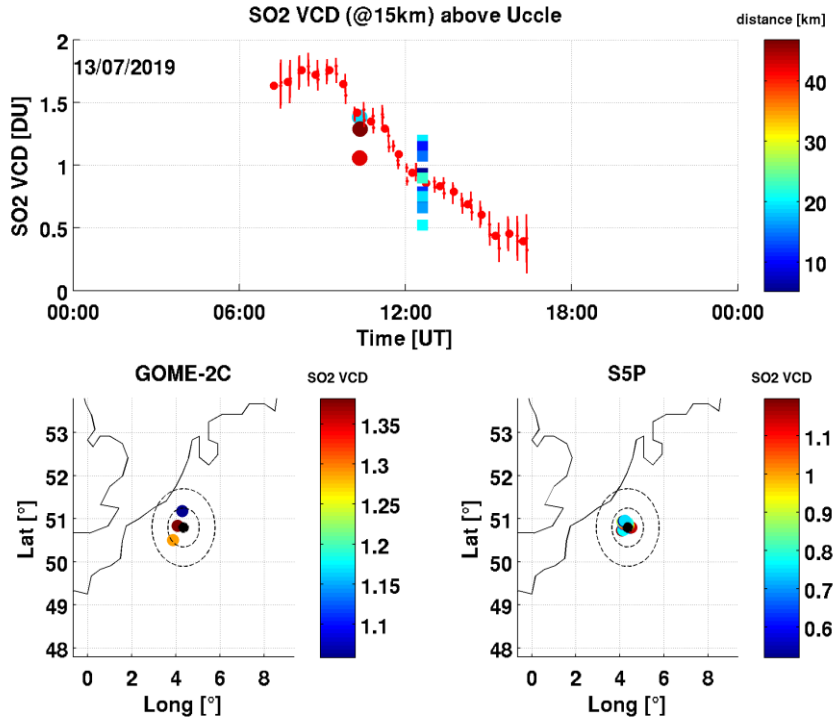 SO2 VCD (@15km) above Uccle
distance [km]
13/07/2019
SO2 VCD [DU]
2
1.5
1
0.5
0
00:00 06:00 12:00 18:00 00:00
Time [UT]
40
30
20
10
GOME-2C
SO2 VCD
Lat [°]
53
52
51
50
49
48
0 2 4 6 8
Long [°]
1.35
1.3
1.25
1.2
1.15
1.1
S5P
SO2 VCD
Lat [°]
53
52
51
50
49
48
0 2 4 6 8
Long [°]
1.1
1
0.9
0.8
0.7
0.6